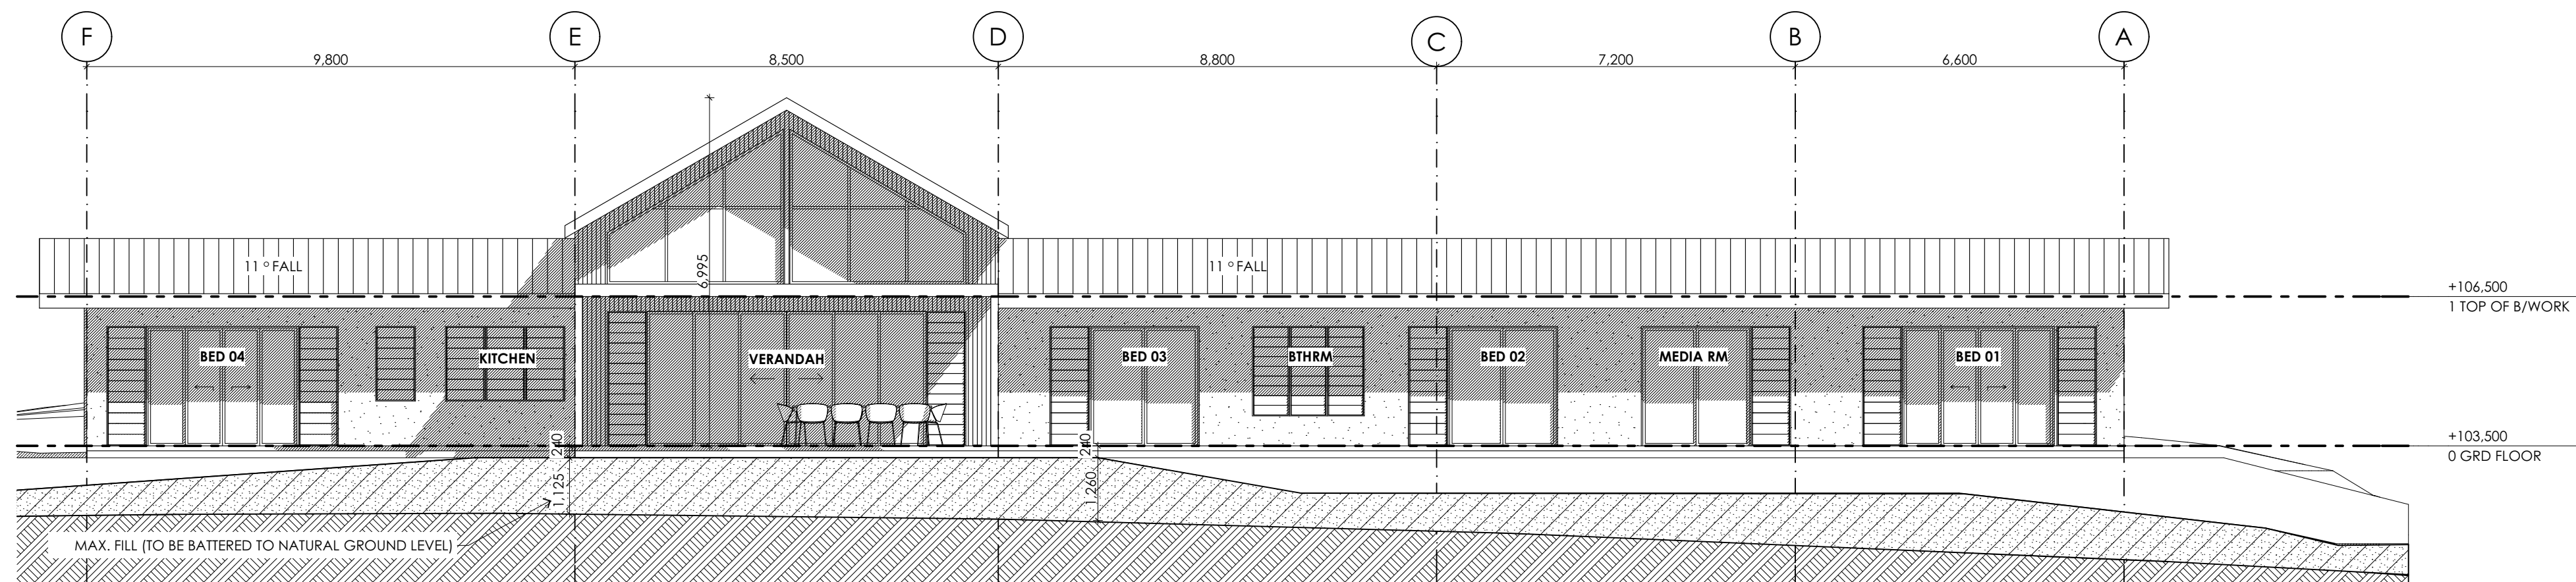 F
E
D
C
B
A
9,800
8,500
8,800
7,200
6,600
6,995
11 ° FALL
11 ° FALL
+106,500
1 TOP OF B/WORK
BED 04
KITCHEN
VERANDAH
BED 03
BTHRM
BED 02
MEDIA RM
BED 01
+103,500
0 GRD FLOOR
240
240
1,125
1,260
MAX. FILL (TO BE BATTERED TO NATURAL GROUND LEVEL)